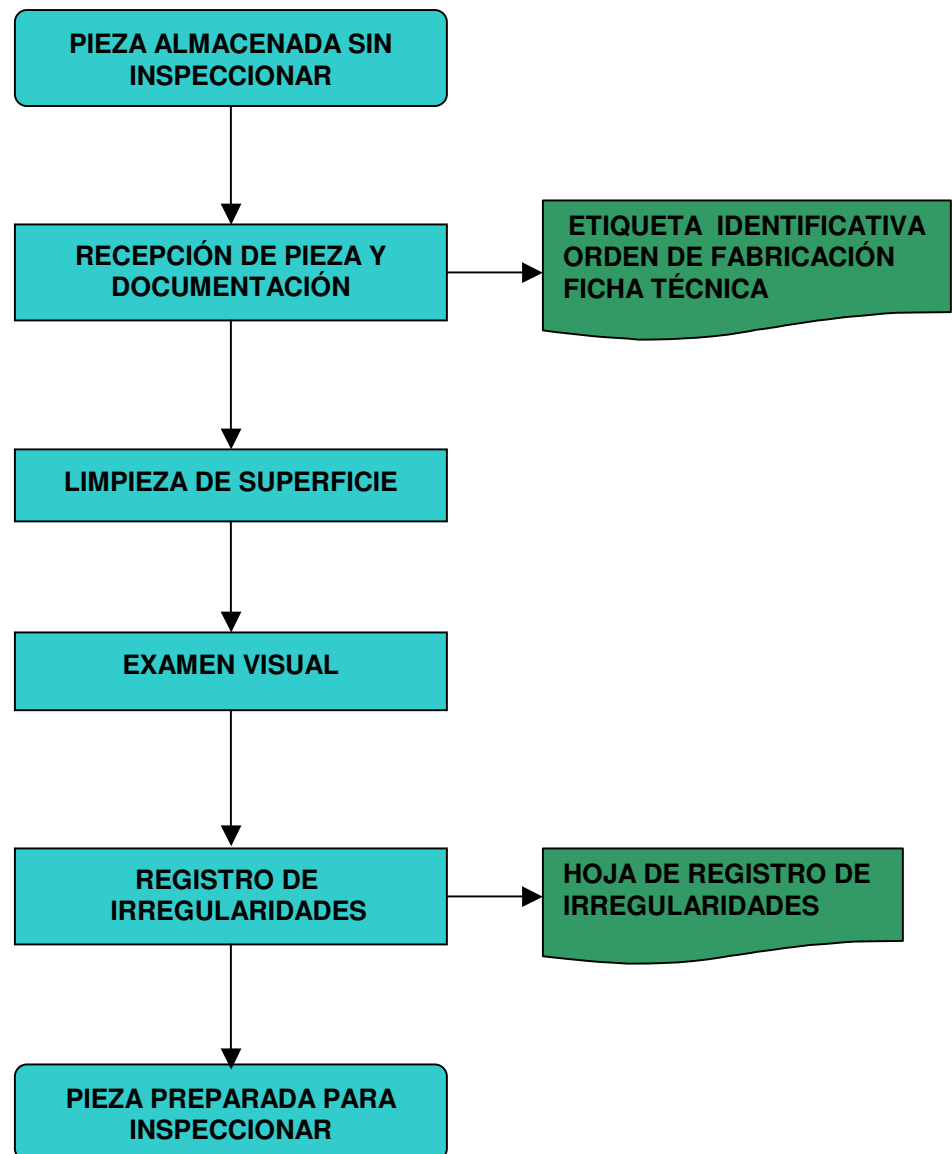 PIEZA ALMACENADA SIN
INSPECCIONAR
RECEPCIÓN DE PIEZA Y
DOCUMENTACIÓN
ETIQUETA IDENTIFICATIVA
ORDEN DE FABRICACIÓN
FICHA TÉCNICA
LIMPIEZA DE SUPERFICIE
EXAMEN VISUAL
REGISTRO DE
IRREGULARIDADES
HOJA DE REGISTRO DE
IRREGULARIDADES
PIEZA PREPARADA PARA
INSPECCIONAR